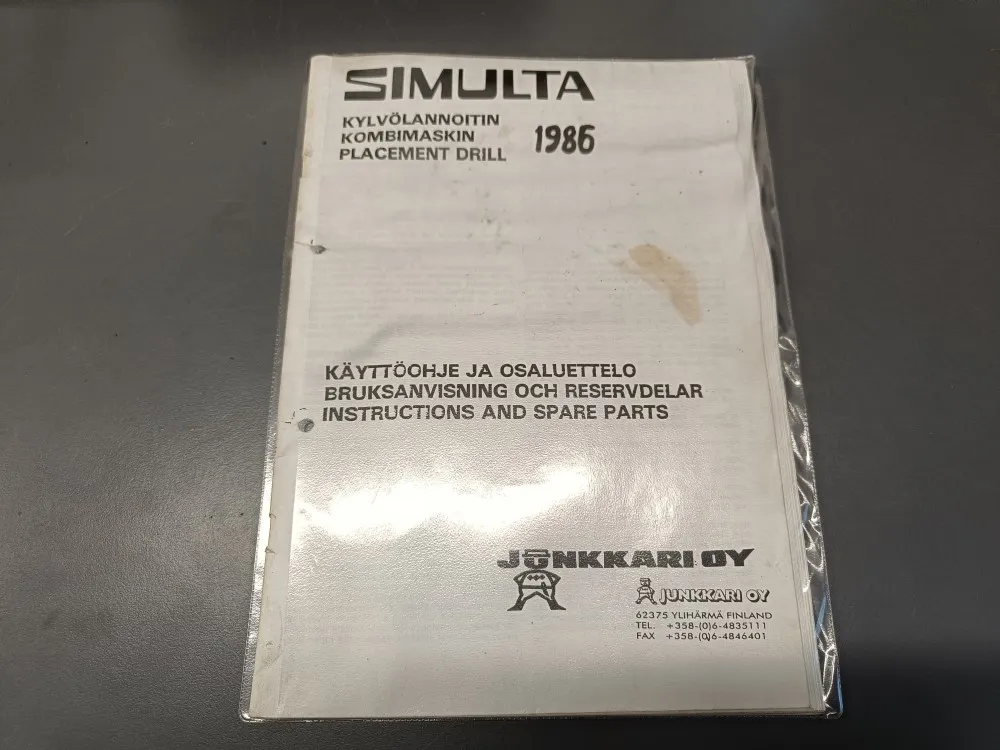 SIMULTA
KYLVÖLANNOITIN
KOMBIMASKIN
PLACEMENT DRILL
1986
KÄYTTÖOHJE JA OSALUETTELO
BRUKSANVISNING OCH RESERVDELAR
INSTRUCTIONS AND SPARE PARTS
JUNKKARI OY
JUNKKARI OY
62375 YLIHÄRMÄ FINLAND
TEL. +358-(0)6-4835111
FAX +358-(0)6-4846401